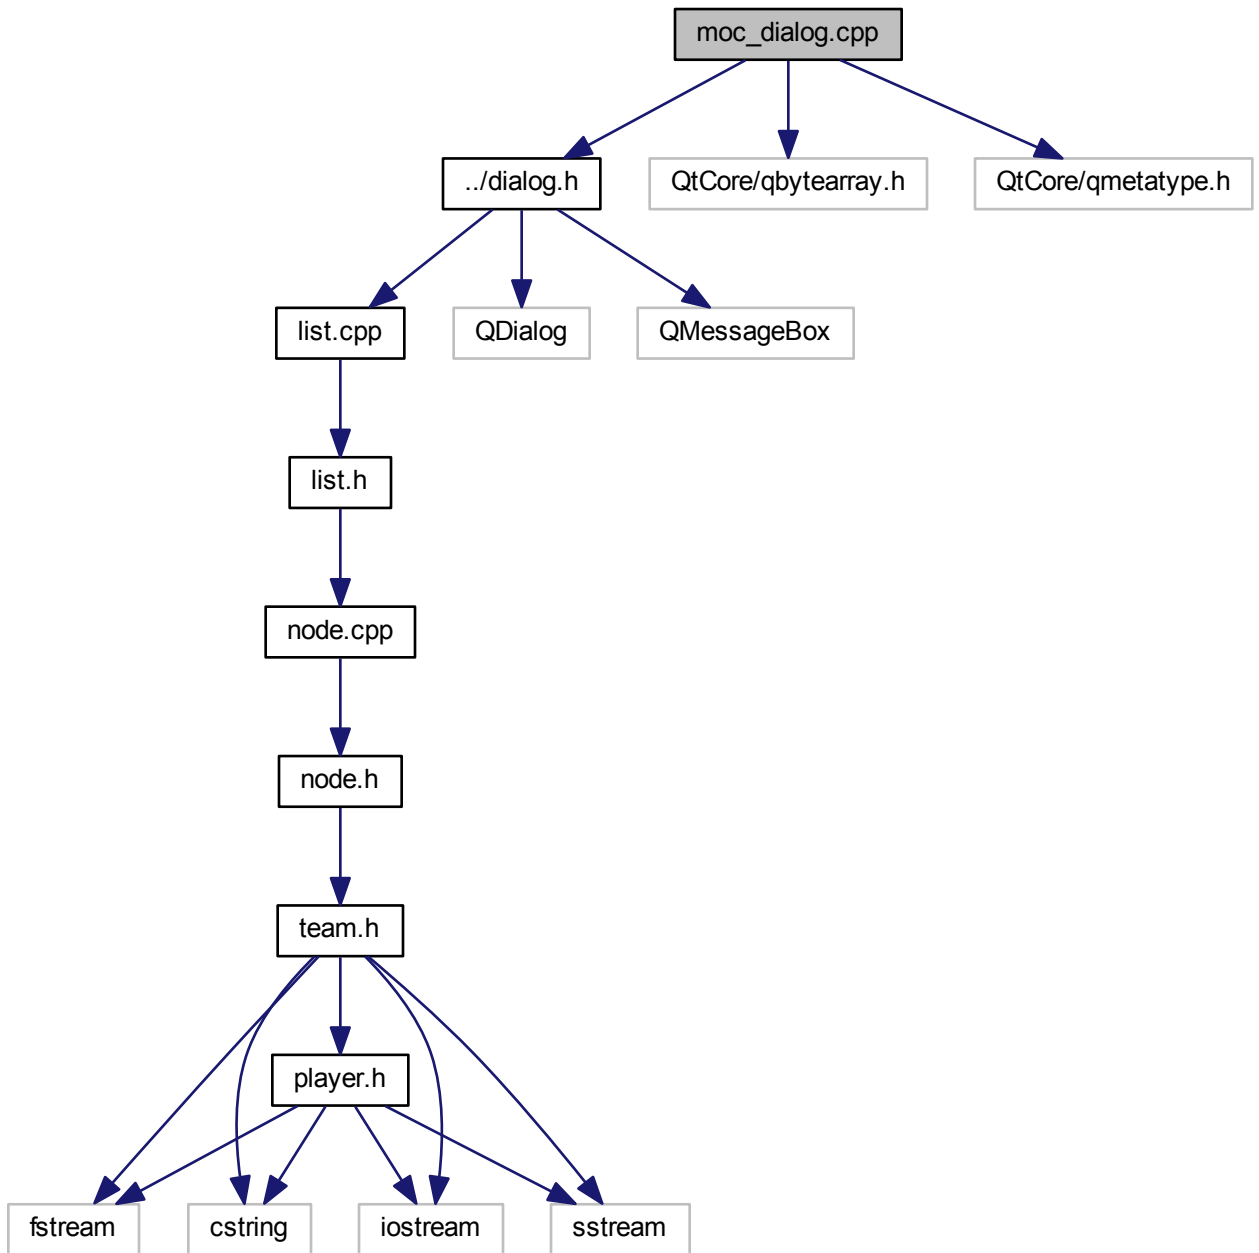 moc_dialog.cpp
../dialog.h
QtCore/qbytearray.h
QtCore/qmetatype.h
list.cpp
QDialog
QMessageBox
list.h
node.cpp
node.h
team.h
player.h
fstream
cstring
iostream
sstream